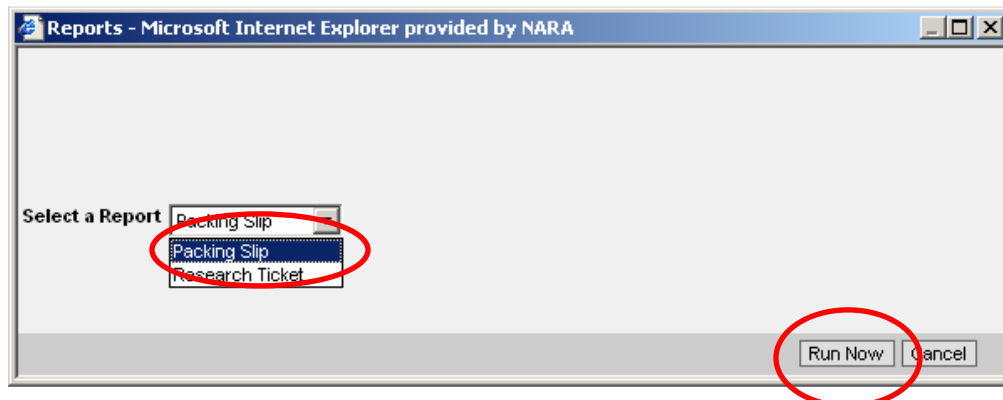 Reports - Microsoft Internet Explorer provided by NARA
Select a Report Packing Slip
Packing Slip
Research Ticket
Run Now Cancel